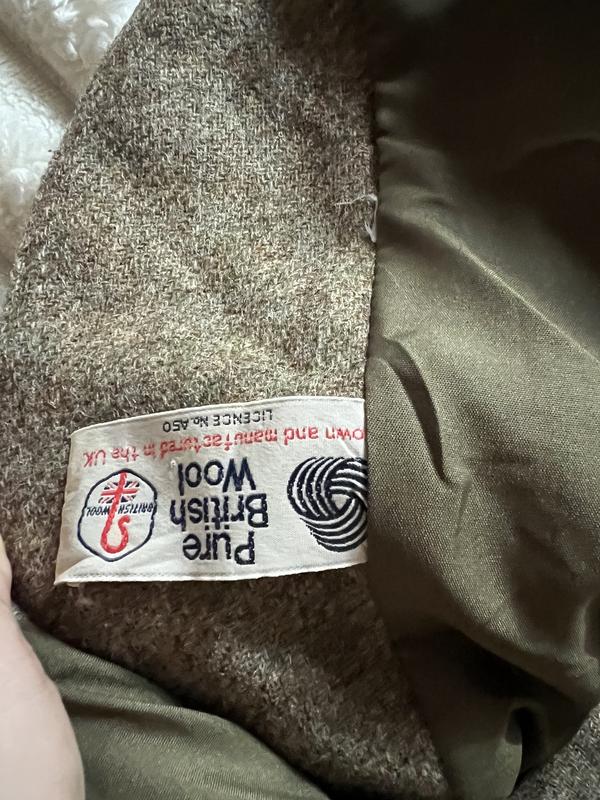 Pure
British
Wool
BRITISH WOOL
own and manufactured in the UK
LICENCE No. A50